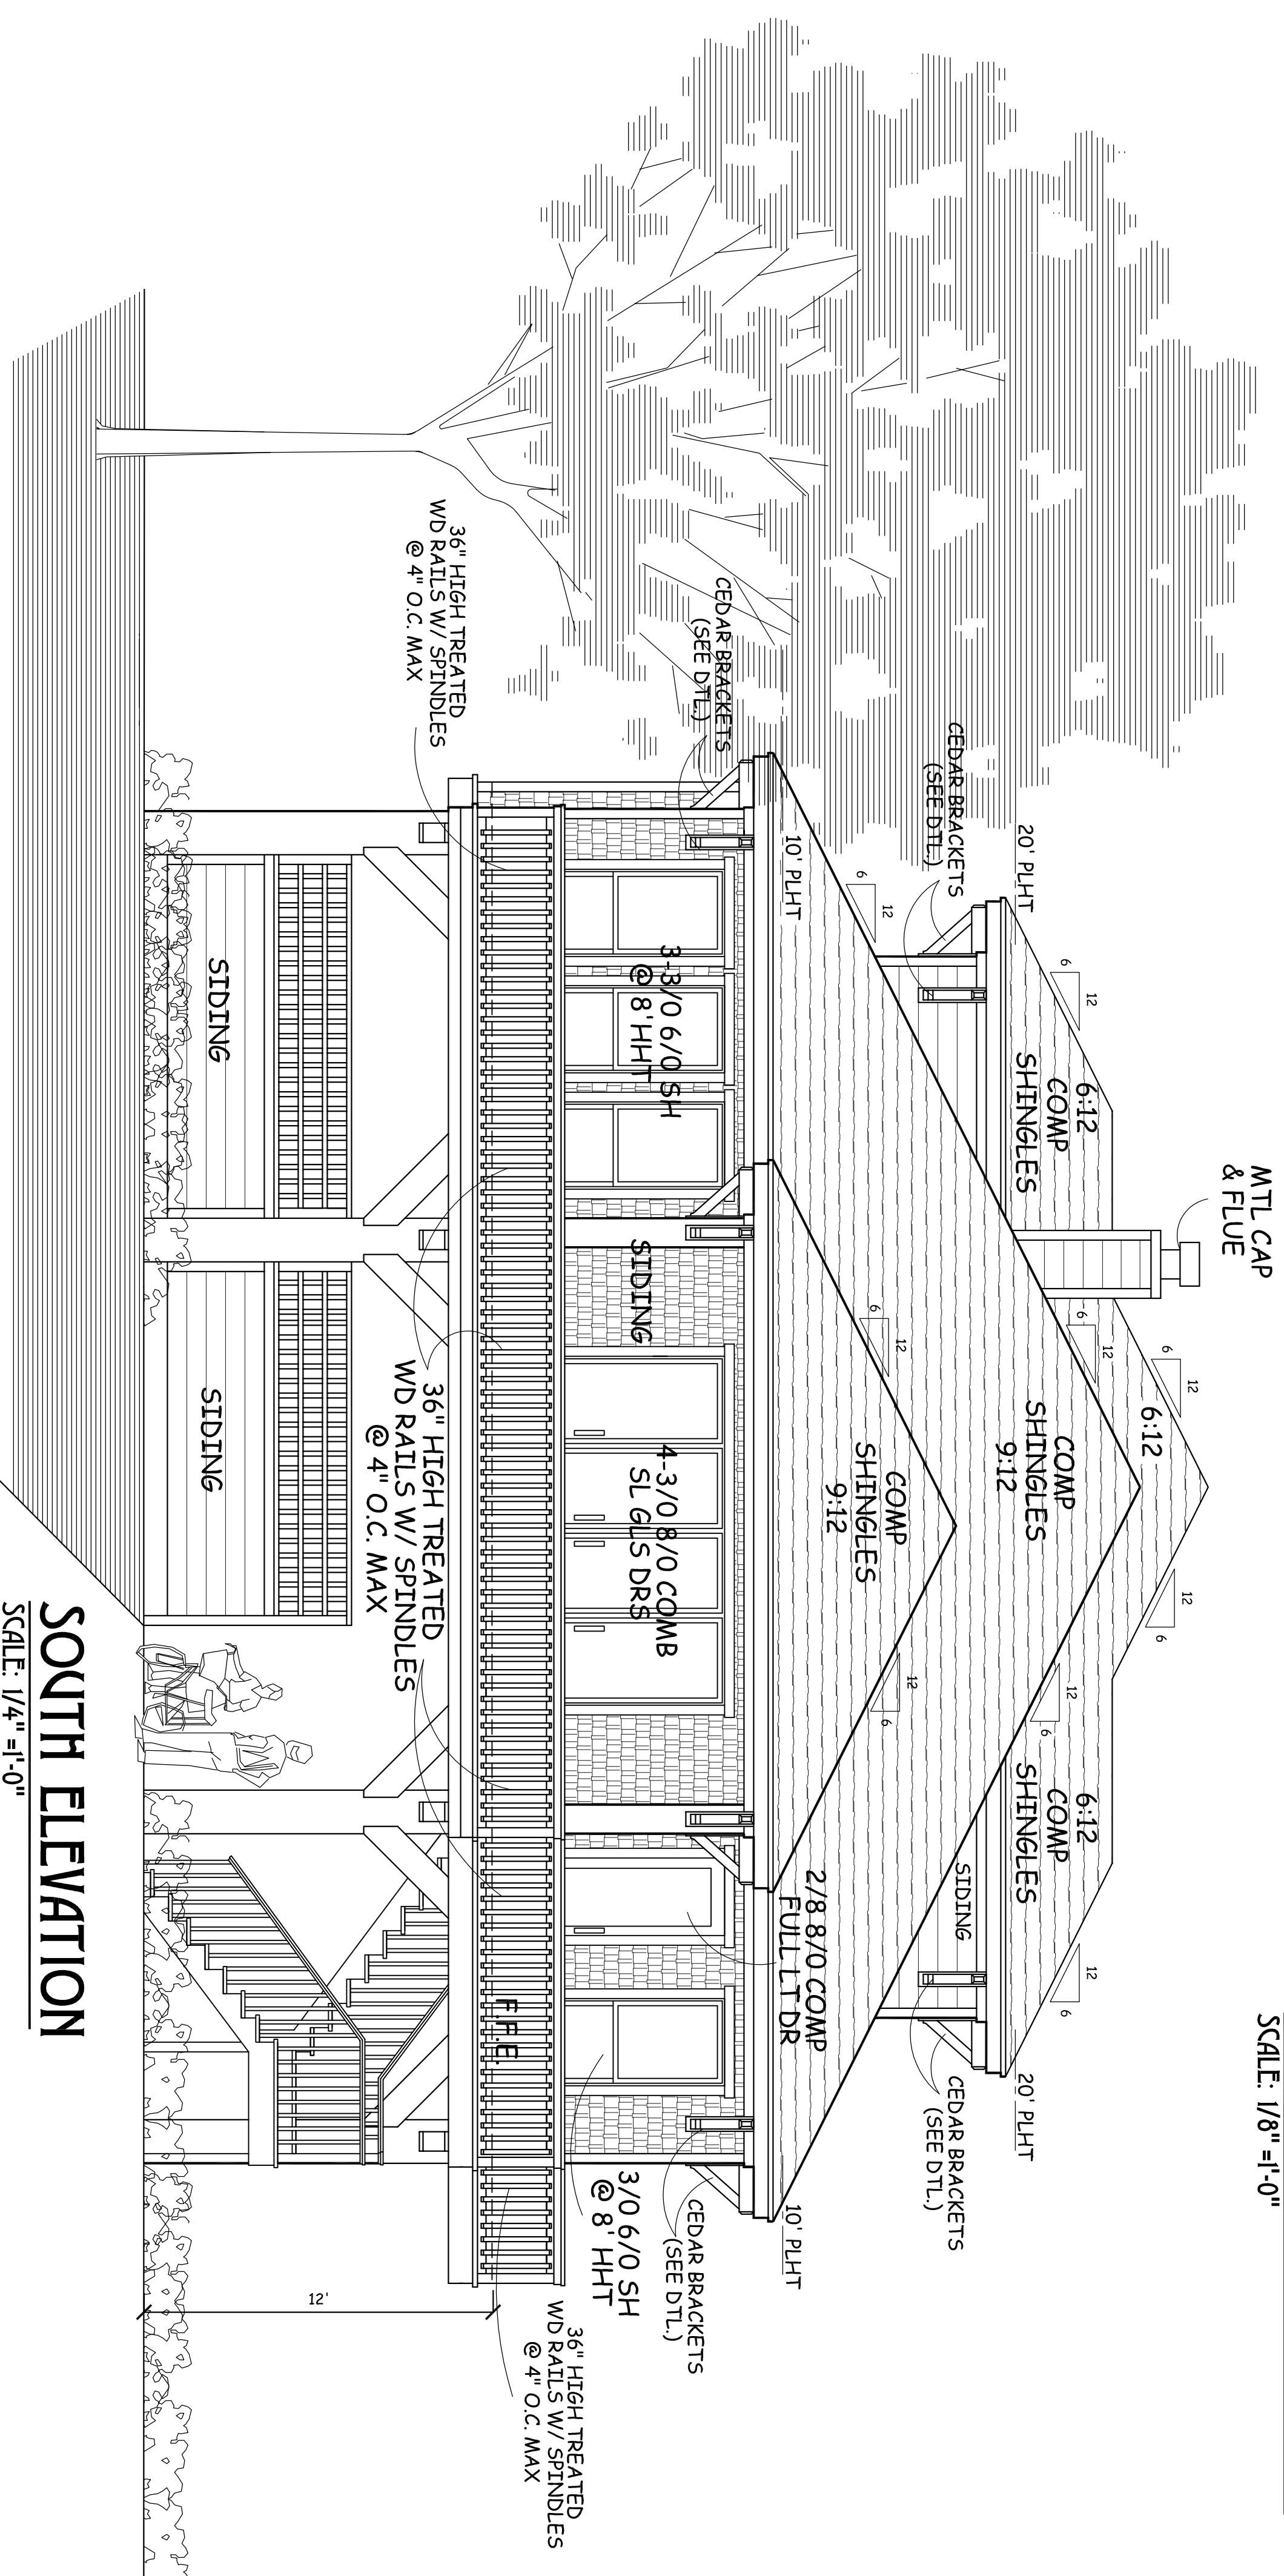 SCALE: 1/8" =1'-0"
MTL CAP
& FLUE
6
12
6:12
12
6
20' PLHT
6
12
6:12
COMP
SHINGLES
6
12
COMP
SHINGLES
9:12
12
6
6:12
COMP
SHINGLES
12
6
20' PLHT
CEDAR BRACKETS
(SEE DTL.)
SIDING
CEDAR BRACKETS
(SEE DTL.)
10' PLHT
6
12
6
12
COMP
SHINGLES
9:12
12
6
2/8 8/0 COMP
FULL LT DR
10' PLHT
CEDAR BRACKETS
(SEE DTL.)
3-3/0 6/0 SH
@ 8' HHT
SIDING
4-3/0 8/0 COMB
SL GLS DRS
CEDAR BRACKETS
(SEE DTL.)
3/0 6/0 SH
@ 8' HHT
36" HIGH TREATED
WD RAILS W/ SPINDLES
@ 4" O.C. MAX
F.F.E.
36" HIGH TREATED
WD RAILS W/ SPINDLES
@ 4" O.C. MAX
36" HIGH TREATED
WD RAILS W/ SPINDLES
@ 4" O.C. MAX
12'
SIDING
SIDING
SOUTH ELEVATION
SCALE: 1/4" =1'-0"